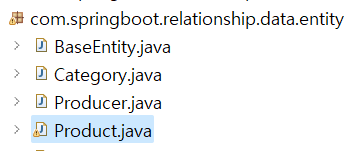 com.springboot.relationship.data.entity
BaseEntity.java
Category.java
Producer.java
Product.java